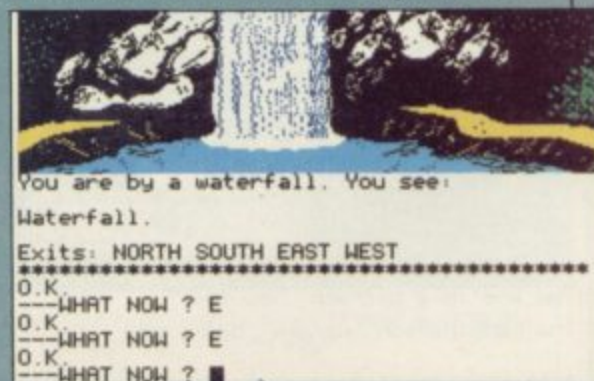 You are by a waterfall. You see:
Waterfall.
Exits: NORTH SOUTH EAST WEST
****************************************
O.K.
---WHAT NOW ? E
O.K.
---WHAT NOW ? E
O.K.
---WHAT NOW ?